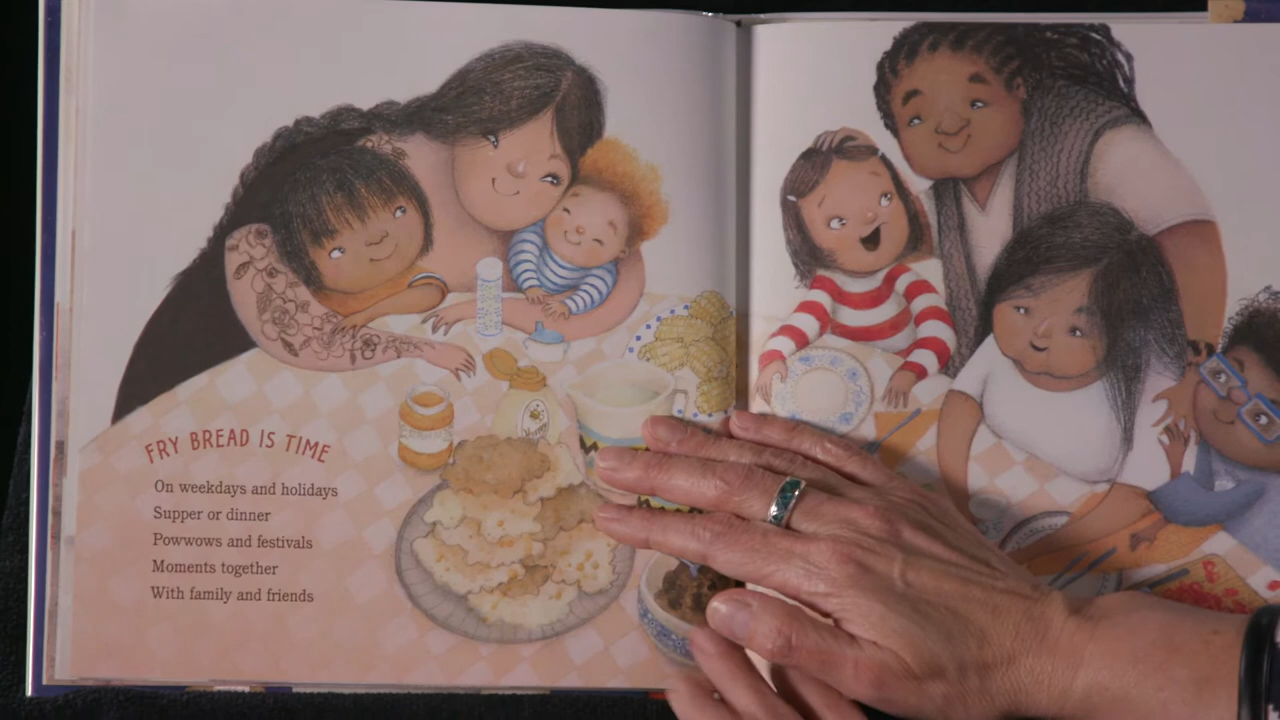 FRY BREAD IS TIME
On weekdays and holidays
Supper or dinner
Powwows and festivals
Moments together
With family and friends
Honey